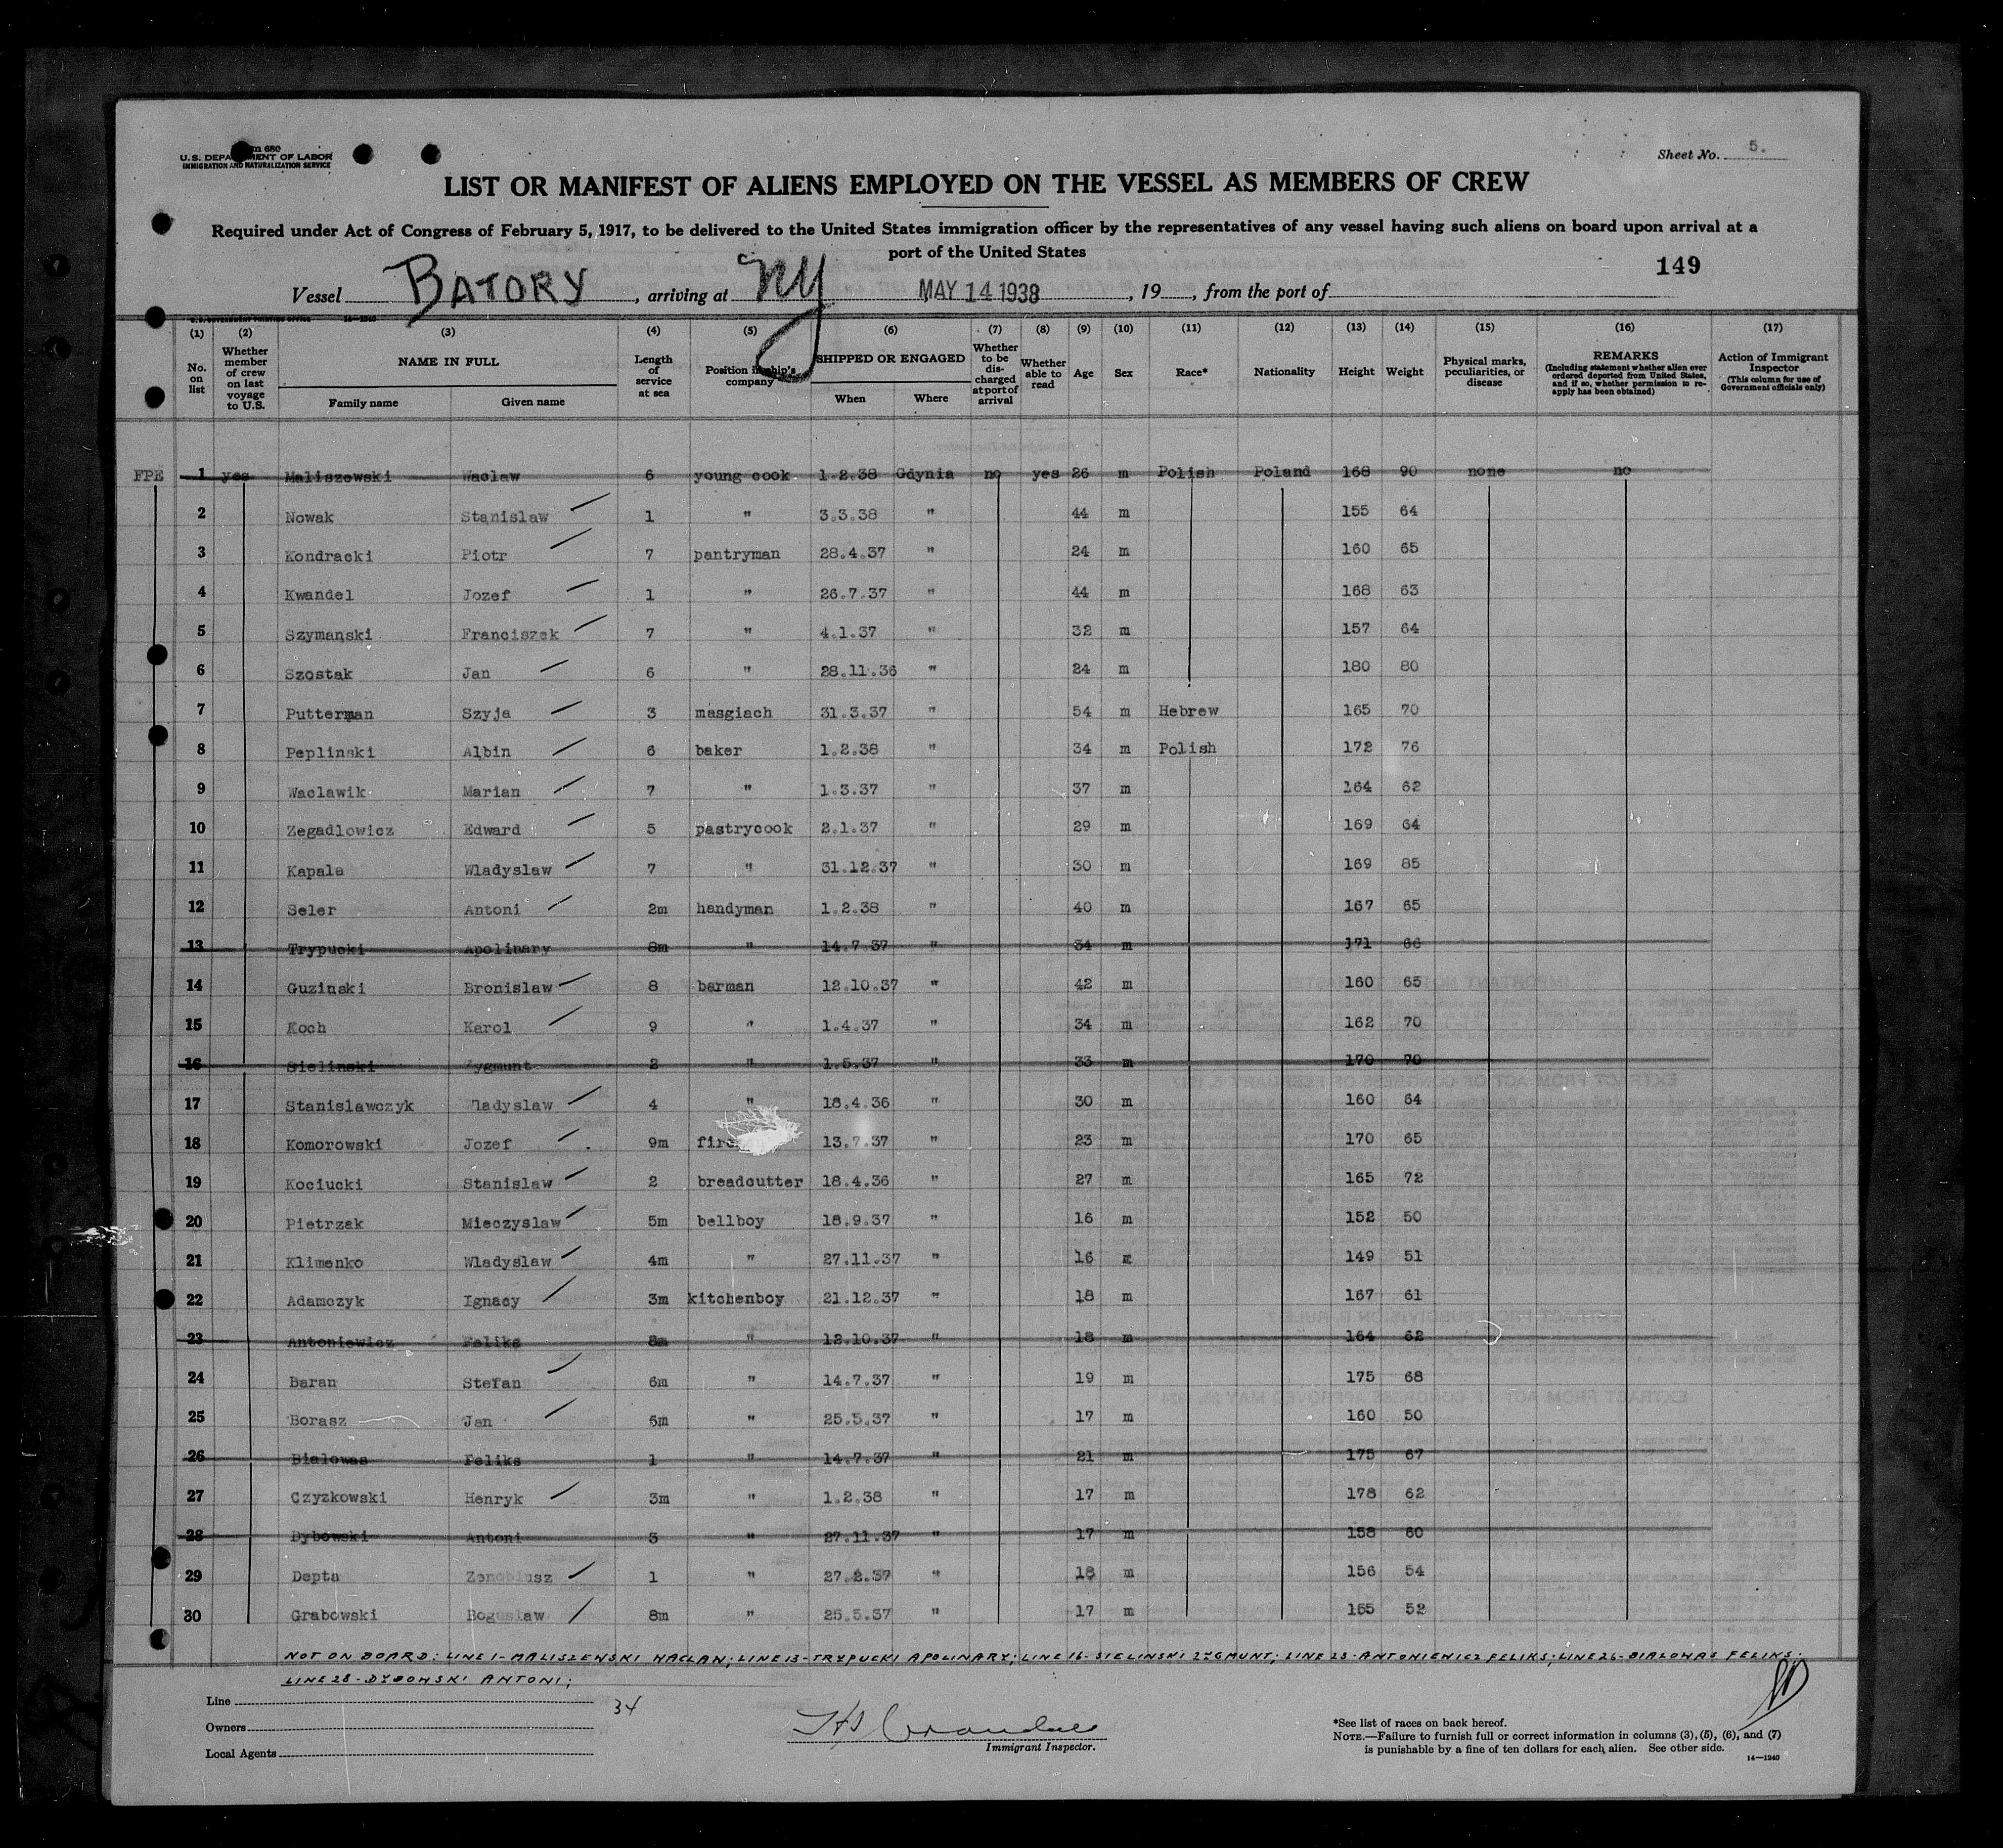 m 680
U.S. DEPA MENT OF LABOR
IMMIGRATION AND NATURALIZATION SERVICE
Sheet No. 5.
LIST OR MANIFEST OF ALIENS EMPLOYED ON THE VESSEL AS MEMBERS OF CREW
Required under Act of Congress of February 5, 1917, to be delivered to the United States immigration officer by the representatives of any vessel having such aliens on board upon arrival at a
port of the United States
149
Vessel BATORY, arriving at NY MAY 14 1938, 19, from the port of
(1) (2) (3) (4) (5) (6) (7) (8) (9) (10) (11) (12) (13) (14) (15) (16) (17)
No. on list
Whether member of crew on last voyage to U.S.
NAME IN FULL
Family name Given name
Length of service at sea
Position in ship's company
SHIPPED OR ENGAGED
When Where
Whether to be discharged at port of arrival
Whether able to read
Age
Sex
Race*
Nationality
Height
Weight
Physical marks, peculiarities, or disease
REMARKS
(Including statement whether alien ever ordered deported from United States, and if so, whether permission to re-apply has been obtained)
Action of Immigrant Inspector
(This column for use of Government officials only)
FPE 1 yes Maliszewski Waclaw 6 young cook 1.2.38 Gdynia no yes 26 m Polish Poland 168 90 none no
2 Nowak Stanislaw 1 " 3.3.38 " 44 m 155 64
3 Kondracki Piotr 7 pantryman 28.4.37 " 24 m 160 65
4 Kwandel Jozef 1 " 26.7.37 " 44 m 168 63
5 Szymanski Franciszek 7 " 4.1.37 " 32 m 157 64
6 Szostak Jan 6 " 28.11.36 " 24 m 180 80
7 Putterman Szyja 3 masgiach 31.3.37 " 54 m Hebrew 165 70
8 Peplinski Albin 6 baker 1.2.38 " 34 m Polish 172 76
9 Waclawik Marian 7 " 1.3.37 " 37 m 164 62
10 Zegadlowicz Edward 5 pastrycook 2.1.37 " 29 m 169 64
11 Kapala Wladyslaw 7 " 31.12.37 " 30 m 169 85
12 Seler Antoni 2m handyman 1.2.38 " 40 m 167 65
13 Trypucki Apolinary 8m " 14.7.37 " 34 m 171 66
14 Guzinski Bronislaw 8 barman 12.10.37 " 42 m 160 65
15 Koch Karol 9 " 1.4.37 " 34 m 162 70
16 Sielinski Zygmunt 2 " 1.5.37 " 33 m 170 70
17 Stanislawczyk Wladyslaw 4 " 18.4.36 " 30 m 160 64
18 Komorowski Jozef 9m 13.7.37 " 23 m 170 65
19 Kociucki Stanislaw 2 breadcutter 18.4.36 " 27 m 165 72
20 Pietrzak Mieczyslaw 5m bellboy 18.9.37 " 16 m 152 50
21 Klimenko Wladyslaw 4m " 27.11.37 " 16 m 149 51
22 Adamczyk Ignacy 3m kitchenboy 21.12.37 " 18 m 167 61
23 Antoniewicz Feliks 8m " 12.10.37 " 18 m 164 62
24 Baran Stefan 6m " 14.7.37 " 19 m 175 68
25 Borasz Jan 6m " 25.5.37 " 17 m 160 50
26 Bialowas Feliks 1 " 14.7.37 " 21 m 175 67
27 Czyzkowski Henryk 3m " 1.2.38 " 17 m 178 62
28 Dybowski Antoni 3 " 27.11.37 " 17 m 158 60
29 Depta Zenobiusz 1 " 27.2.37 " 18 m 156 54
30 Grabowski Boguslaw 8m " 25.5.37 " 17 m 155 52
NOT ON BOARD: LINE 1-MALISZEWSKI WACLAW; LINE 13-TRYPUCKI APOLINARY; LINE 16-SIELINSKI ZYGMUNT; LINE 23-ANTONIEWICZ FELIKS; LINE 26-BIALOWAS FELIKS;
LINE 28-DYBOWSKI ANTONI;
Line
34
Owners
Local Agents
Immigrant Inspector.
*See list of races on back hereof.
NOTE.—Failure to furnish full or correct information in columns (3), (5), (6), and (7)
is punishable by a fine of ten dollars for each alien. See other side.
14—1240